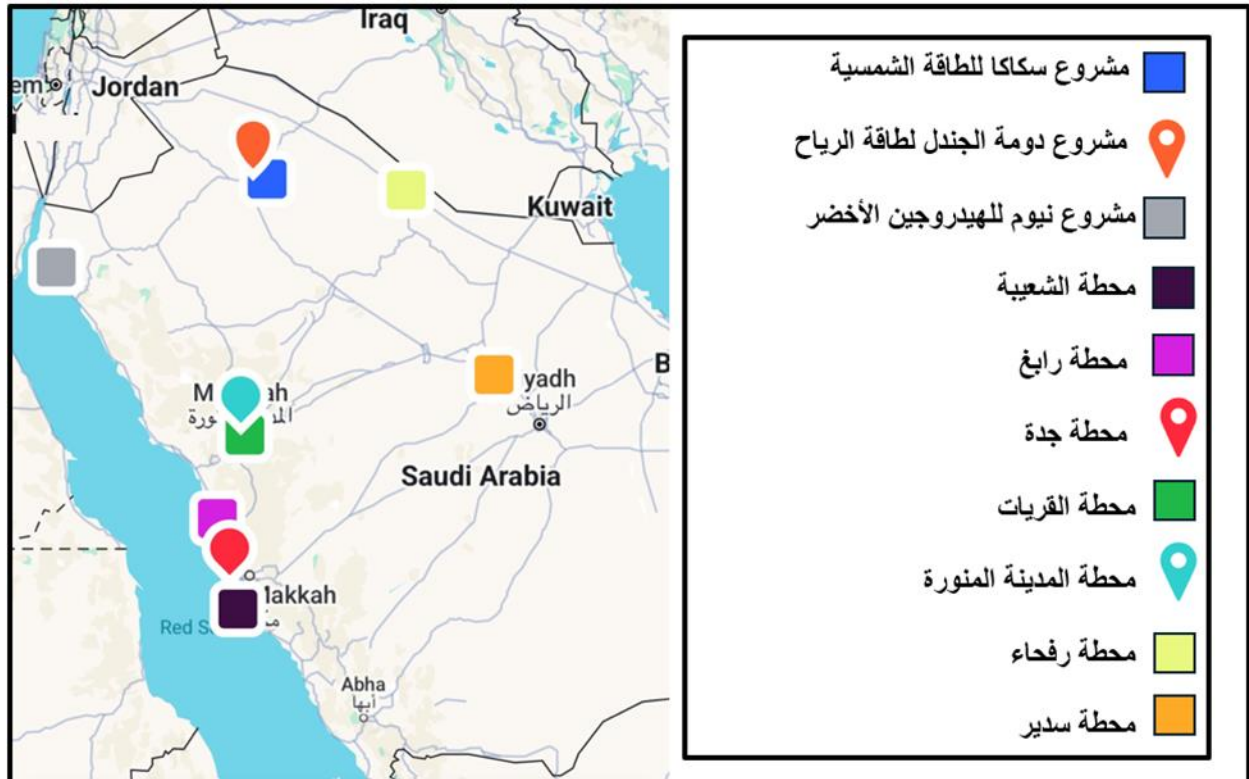 Iraq
Jordan
Kuwait
yadh
الرياض
Saudi Arabia
Makkah
Red S
Abha
أبها
B
مشروع سكاكا للطاقة الشمسية
مشروع دومة الجندل لطاقة الرياح
مشروع نيوم للهيدروجين الأخضر
محطة الشعيبة
محطة رابغ
محطة جدة
محطة القريات
محطة المدينة المنورة
محطة رفحاء
محطة سدير